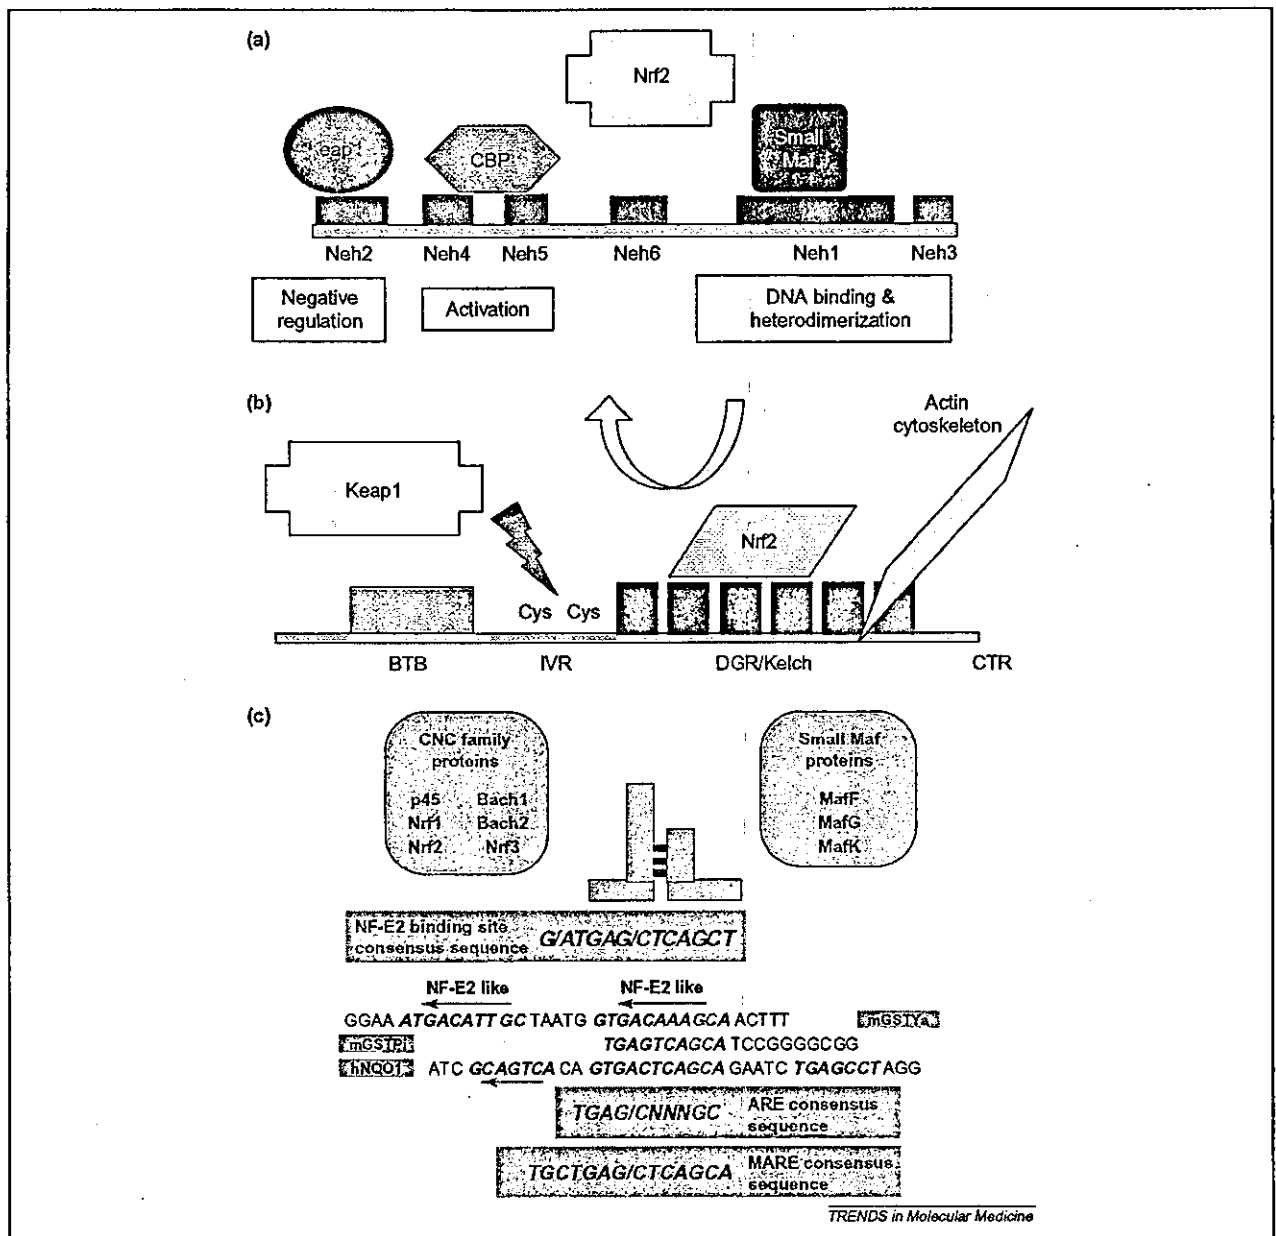 (a)
Nrf2
eap1
CBP
Small
Maf
Neh2
Neh4
Neh5
Neh6
Neh1
Neh3
Negative
regulation
Activation
DNA binding &
heterodimerization
(b)
Actin
cytoskeleton
Keap1
Nrf2
Cys
Cys
BTB
IVR
DGR/Kelch
CTR
(c)
CNC family
proteins
p45 Bach1
Nrf1 Bach2
Nrf2 Nrf3
Small Maf
proteins
MafF
MafG
MafK
NF-E2 binding site
consensus sequence
G/ATGAG/CTCAGCT
NF-E2 like
NF-E2 like
GGAA ATGACATT GC TAATG GTGACAAAGCA ACTTT
mGSTYa
mGSTPi
TGAGTCAGCA TCCGGGGCGG
hNQO1
ATC GCAGTCA CA GTGACTCAGCA GAATC TGAGCCT AGG
TGAG/CNNNGC
ARE consensus
sequence
TGCTGAG/CTCAGCA
MARE consensus
sequence
TRENDS in Molecular Medicine